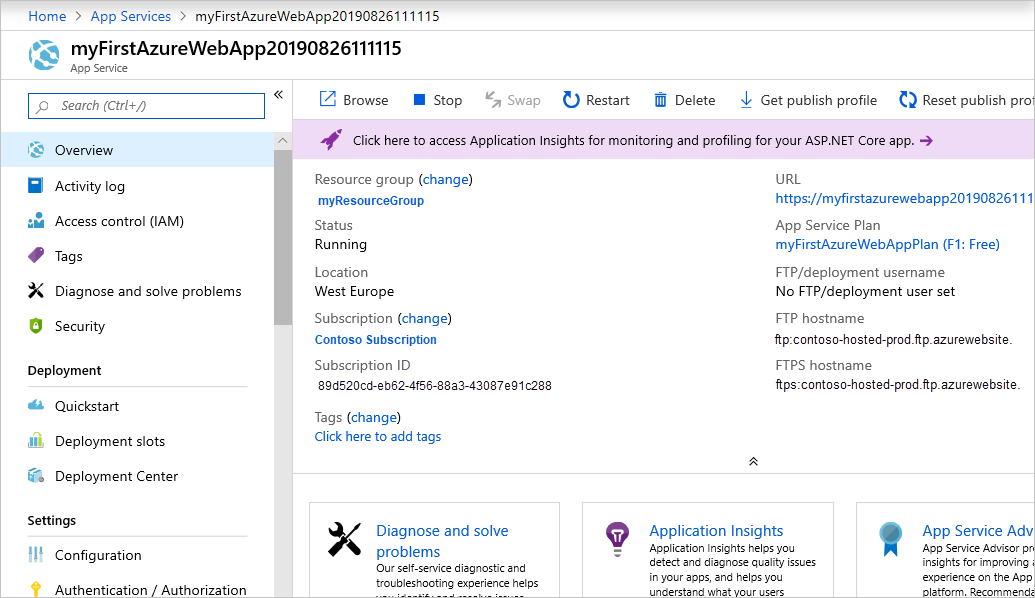 Home > App Services > myFirstAzureWebApp20190826111115
myFirstAzureWebApp20190826111115
App Service
Search (Ctrl+/)
«
Overview
Activity log
Access control (IAM)
Tags
Diagnose and solve problems
Security
Deployment
Quickstart
Deployment slots
Deployment Center
Settings
Configuration
Authentication / Authorization
Browse Stop Swap Restart Delete Get publish profile Reset publish prof
Click here to access Application Insights for monitoring and profiling for your ASP.NET Core app. →
Resource group (change)
myResourceGroup
Status
Running
Location
West Europe
Subscription (change)
Contoso Subscription
Subscription ID
89d520cd-eb62-4f56-88a3-43087e91c288
Tags (change)
Click here to add tags
URL
https://myfirstazurewebapp20190826111
App Service Plan
myFirstAzureWebAppPlan (F1: Free)
FTP/deployment username
No FTP/deployment user set
FTP hostname
ftp:contoso-hosted-prod.ftp.azurewebsite.
FTPS hostname
ftps:contoso-hosted-prod.ftp.azurewebsite.
Diagnose and solve
problems
Our self-service diagnostic and
troubleshooting experience helps
you identify and resolve issues
Application Insights
Application Insights helps you
detect and diagnose quality issues
in your apps, and helps you
understand what your users
App Service Adv
App Service Advisor pro
insights for improving a
experience on the App
platform. Recommenda